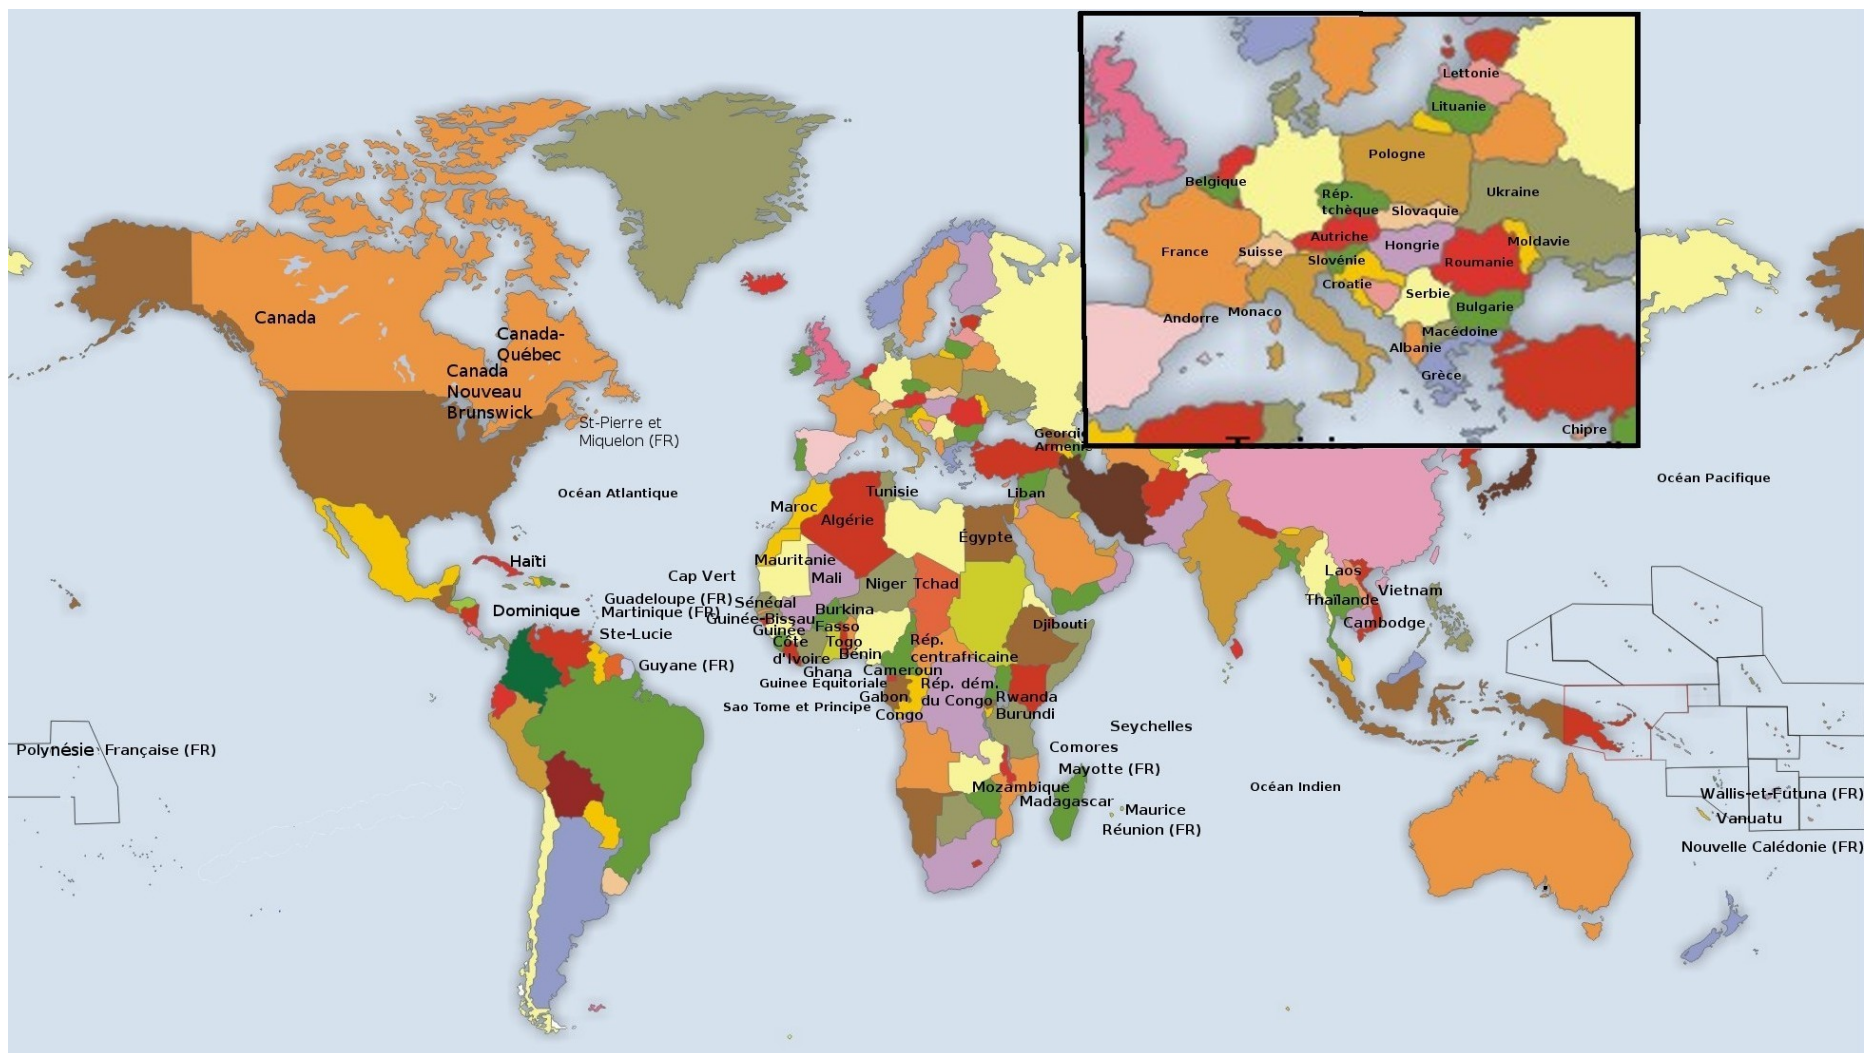 Lettonie
Lituanie
Pologne
Belgique
Ukraine
Rép.
tchèque
Slovaquie
Autriche
Hongrie
Moldavie
France
Suisse
Slovénie
Roumanie
Croatie
Serbie
Bulgarie
Andorre
Monaco
Macédoine
Albanie
Grèce
Chipre
Canada
Canada-
Québec
Canada
Nouveau
Brunswick
St-Pierre et
Miquelon (FR)
Océan Atlantique
Océan Pacifique
Liban
Tunisie
Maroc
Algérie
Égypte
Haïti
Mauritanie
Mali
Niger
Tchad
Cap Vert
Laos
Vietnam
Thaïlande
Cambodge
Guadeloupe (FR)
Sénégal
Dominique
Martinique (FR)
Guinée-Bissau
Burkina
Fasso
Djibouti
Ste-Lucie
Guinée
Côte
d'Ivoire
Togo
Bénin
Ghana
Rép.
centrafricaine
Guyane (FR)
Cameroun
Guinee Equitoriale
Gabon
Rép. dém.
du Congo
Rwanda
Sao Tome et Principe
Congo
Burundi
Seychelles
Polynésie Française (FR)
Comores
Mayotte (FR)
Océan Indien
Mozambique
Madagascar
Maurice
Réunion (FR)
Wallis-et-Futuna (FR)
Vanuatu
Nouvelle Calédonie (FR)